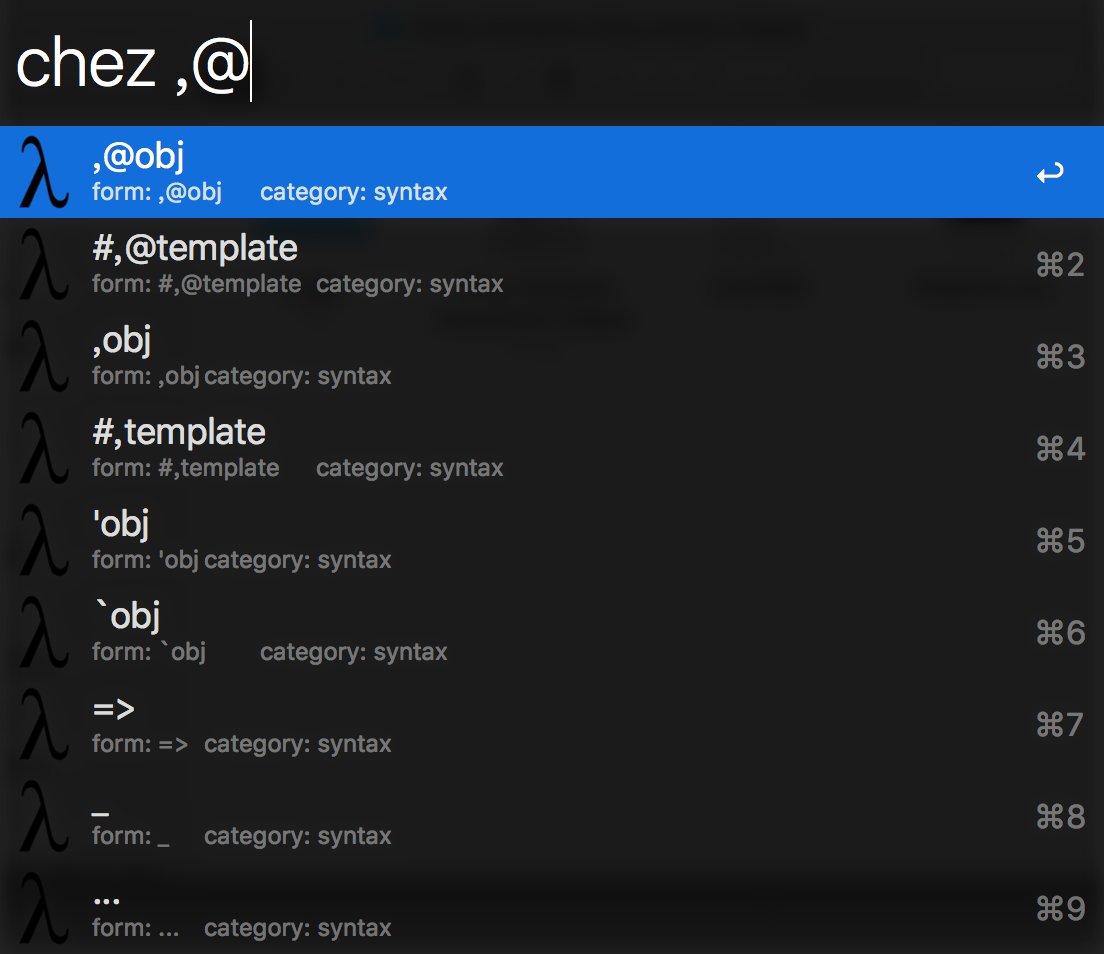 chez ,@
λ ,@obj ↩
form: ,@obj category: syntax
λ #,@template ⌘2
form: #,@template category: syntax
λ ,obj ⌘3
form: ,obj category: syntax
λ #,template ⌘4
form: #,template category: syntax
λ 'obj ⌘5
form: 'obj category: syntax
λ `obj ⌘6
form: `obj category: syntax
λ => ⌘7
form: => category: syntax
λ _ ⌘8
form: _ category: syntax
λ ... ⌘9
form: ... category: syntax